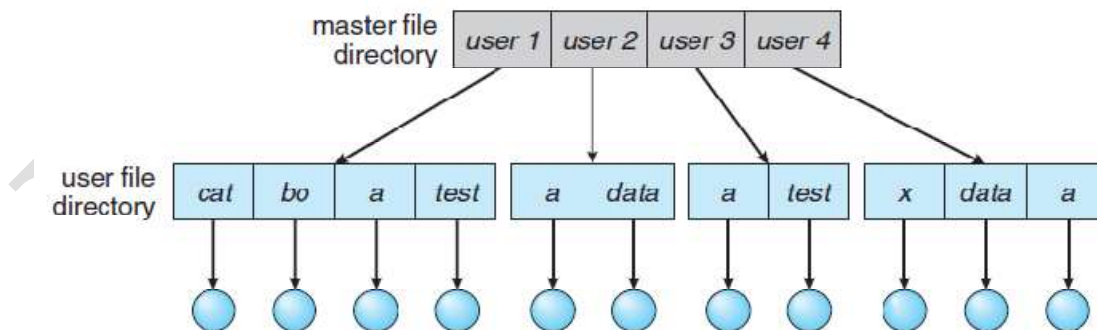 master file
directory
user 1 user 2 user 3 user 4
user file
directory
cat bo a test a data a test x data a